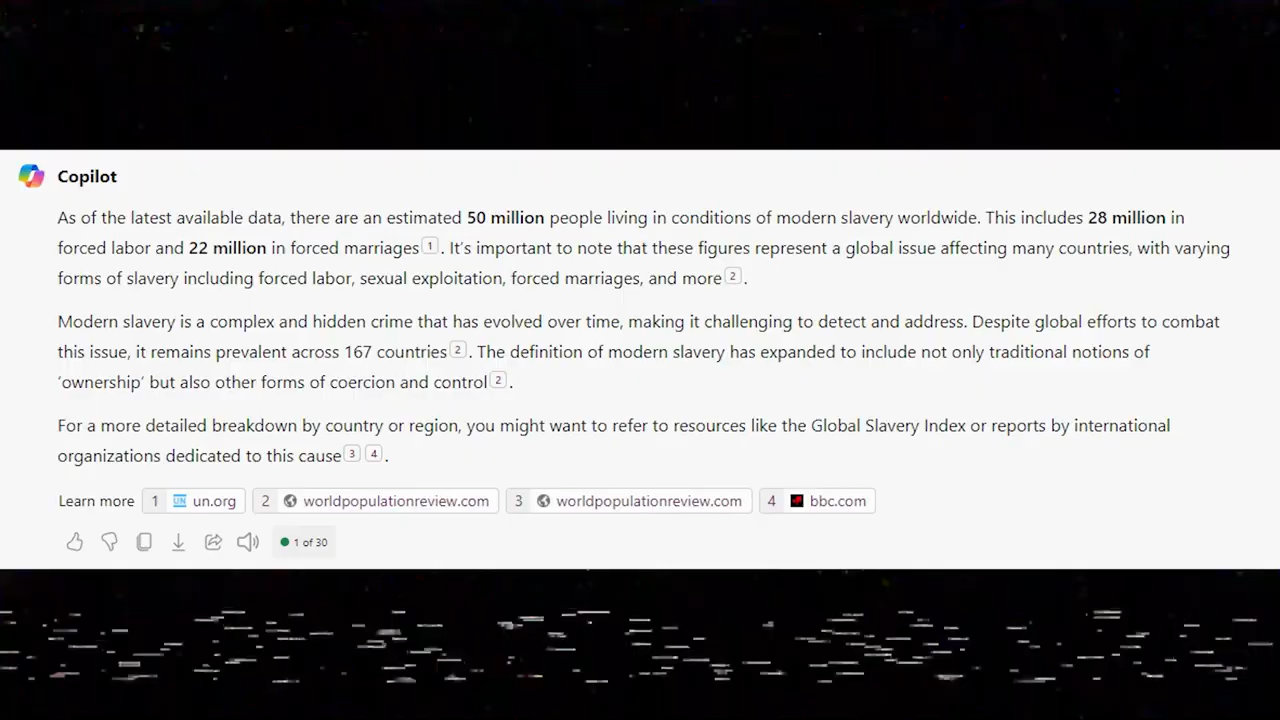 Copilot
As of the latest available data, there are an estimated 50 million people living in conditions of modern slavery worldwide. This includes 28 million in
forced labor and 22 million in forced marriages 1 . It's important to note that these figures represent a global issue affecting many countries, with varying
forms of slavery including forced labor, sexual exploitation, forced marriages, and more 2 .
Modern slavery is a complex and hidden crime that has evolved over time, making it challenging to detect and address. Despite global efforts to combat
this issue, it remains prevalent across 167 countries 2 . The definition of modern slavery has expanded to include not only traditional notions of
‘ownership’ but also other forms of coercion and control 2 .
For a more detailed breakdown by country or region, you might want to refer to resources like the Global Slavery Index or reports by international
organizations dedicated to this cause 3 4 .
Learn more 1 UN un.org 2 worldpopulationreview.com 3 worldpopulationreview.com 4 bbc.com
1 of 30